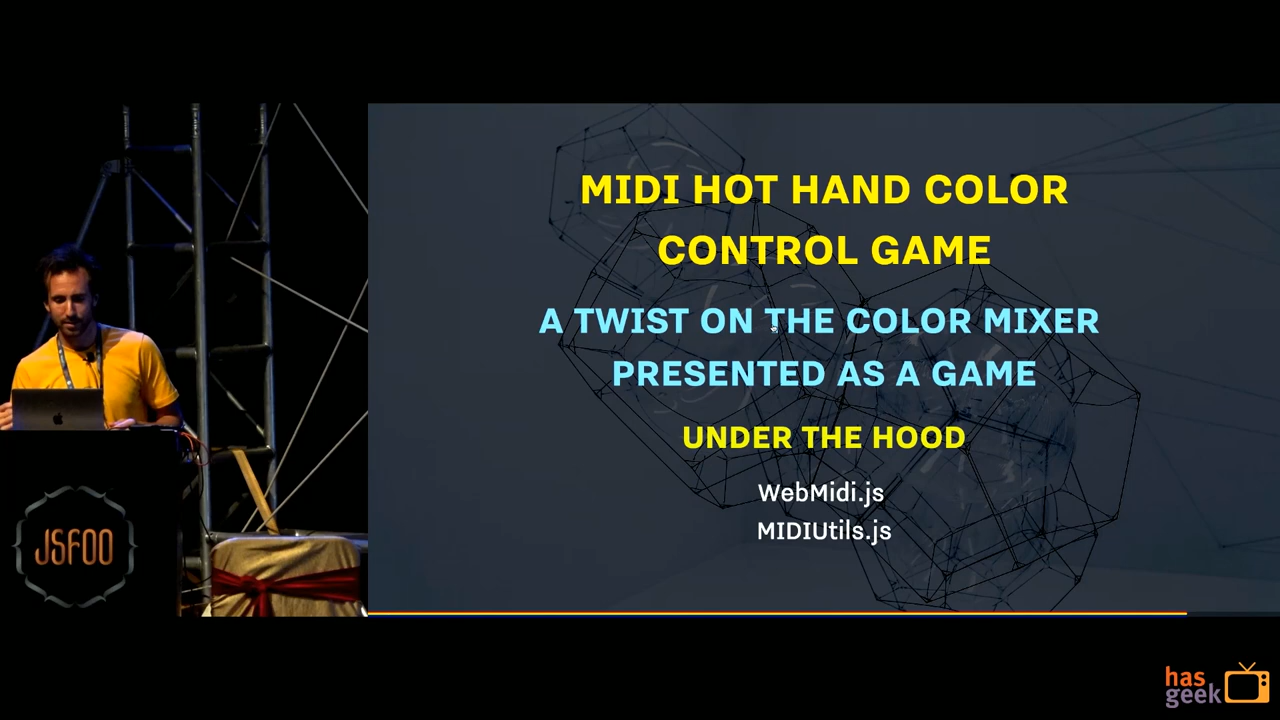 MIDI HOT HAND COLOR
CONTROL GAME
A TWIST ON THE COLOR MIXER
PRESENTED AS A GAME
UNDER THE HOOD
WebMidi.js
MIDIUtils.js
JSFOO
has
geek